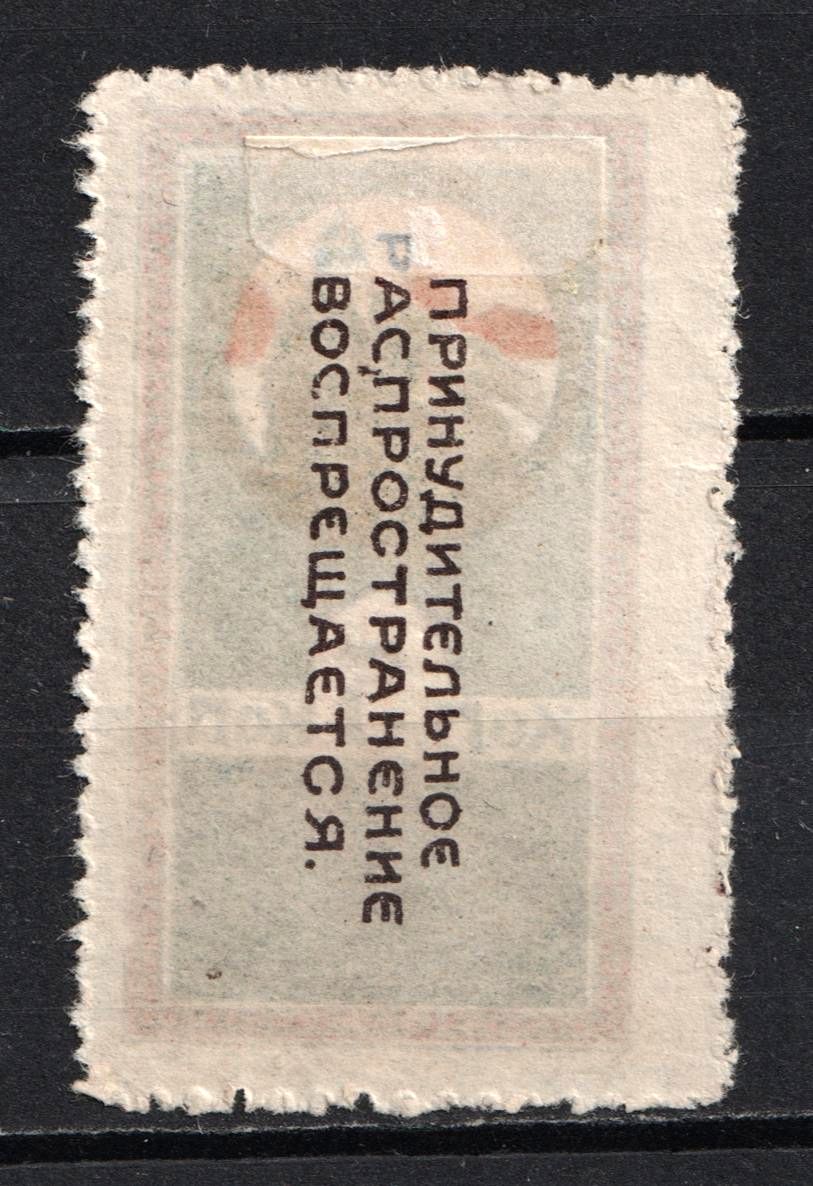 ПРИНУДИТЕЛЬНОЕ
РАСПРОСТРАНЕНИЕ
ВОСПРЕЩАЕТСЯ.